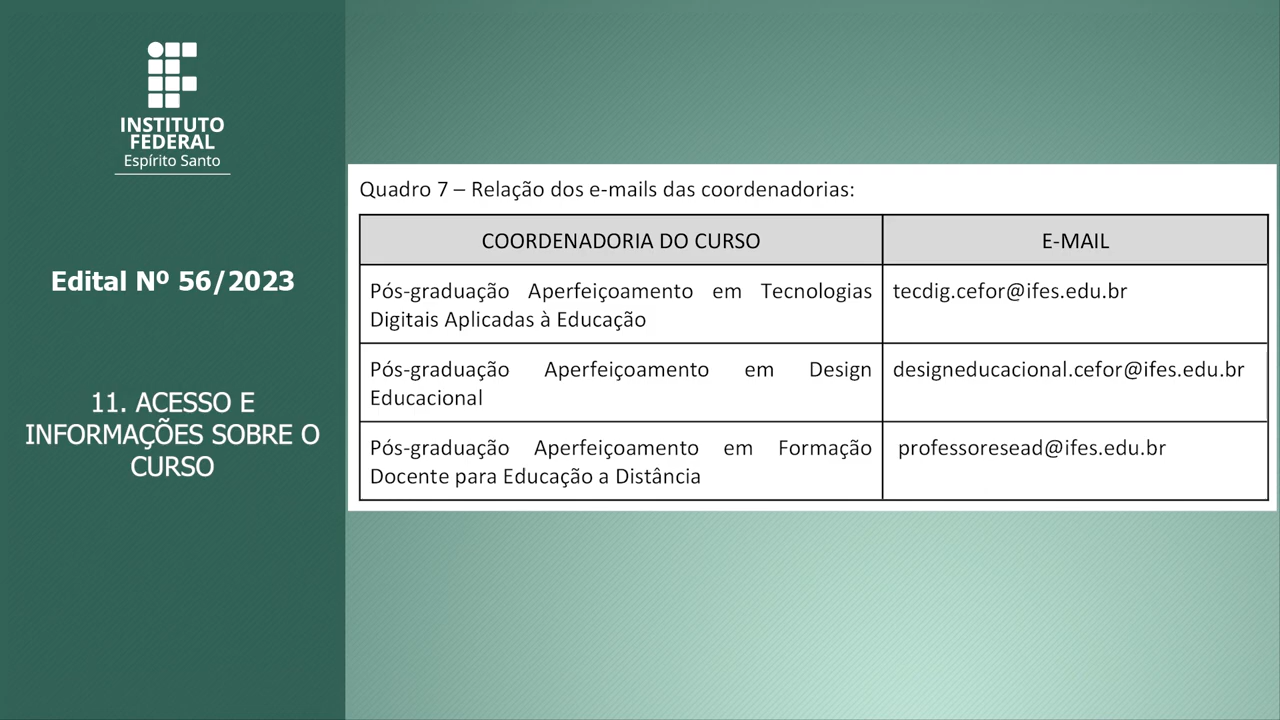 INSTITUTO
FEDERAL
Espírito Santo
Edital Nº 56/2023
11. ACESSO E
INFORMAÇÕES SOBRE O
CURSO
Quadro 7 – Relação dos e-mails das coordenadorias:
COORDENADORIA DO CURSO E-MAIL
Pós-graduação Aperfeiçoamento em Tecnologias tecdig.cefor@ifes.edu.br
Digitais Aplicadas à Educação
Pós-graduação Aperfeiçoamento em Design designeducacional.cefor@ifes.edu.br
Educacional
Pós-graduação Aperfeiçoamento em Formação professoresead@ifes.edu.br
Docente para Educação a Distância